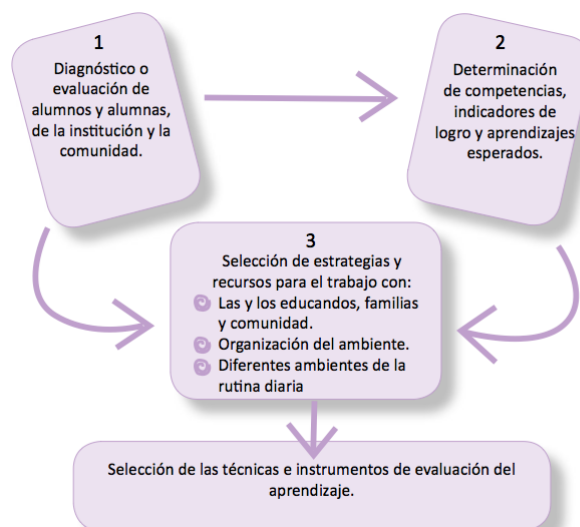 1
Diagnóstico o
evaluación de
alumnos y alumnas,
de la institución y la
comunidad.
2
Determinación
de competencias,
indicadores de
logro y aprendizajes
esperados.
3
Selección de estrategias y
recursos para el trabajo con:
Las y los educandos, familias
y comunidad.
Organización del ambiente.
Diferentes ambientes de la
rutina diaria
Selección de las técnicas e instrumentos de evaluación del
aprendizaje.